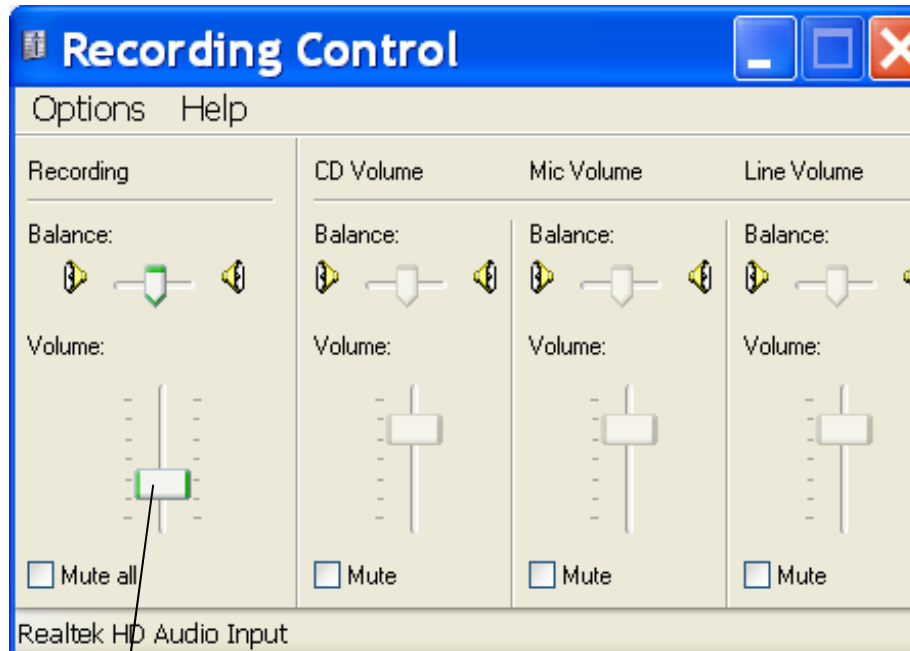 Recording Control
Options Help
Recording CD Volume Mic Volume Line Volume
Balance: Balance: Balance: Balance:
Volume: Volume: Volume: Volume:
Mute all Mute Mute Mute
Realtek HD Audio Input